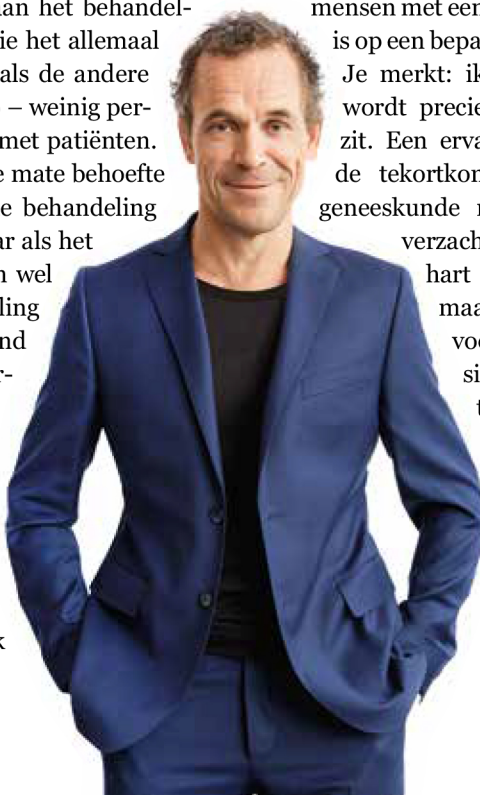 an het behandel-
ie het allemaal
als de andere
– weinig per-
met patiënten.
e mate behoefte
e behandeling
ar als het
n wel
ling
nd
r-
k
mensen met een
is op een bepa
Je merkt: ik
wordt precie
zit. Een erva
de tekortkor
geneeskunde
verzach
hart
maa
voo
si
t